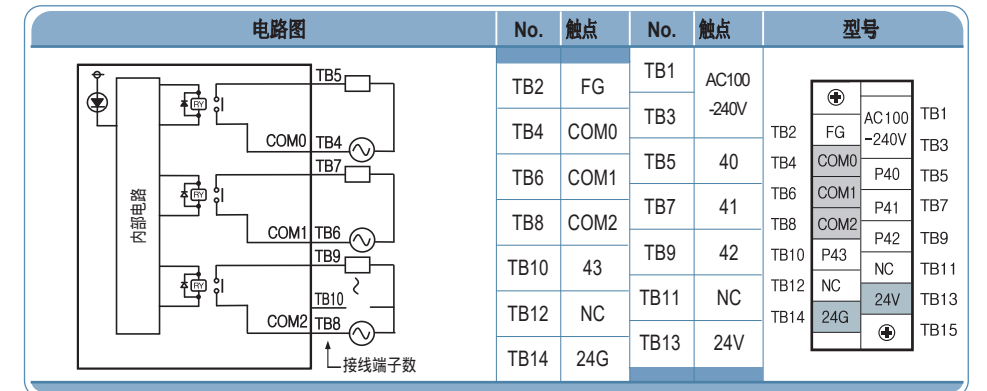 电路图 No. 触点 No. 触点 型号
TB5
RY
COM0 TB4
TB7
RY
COM1 TB6
TB9
RY
TB10
COM2 TB8
内部电路
接线端子数
TB2 FG
TB4 COM0
TB6 COM1
TB8 COM2
TB10 43
TB12 NC
TB14 24G
TB1 AC100
TB3 -240V
TB5 40
TB7 41
TB9 42
TB11 NC
TB13 24V
TB2 FG
TB4 COM0
TB6 COM1
TB8 COM2
TB10 P43
TB12 NC
TB14 24G
AC100 TB1
-240V TB3
P40 TB5
P41 TB7
P42 TB9
NC TB11
24V TB13
TB15